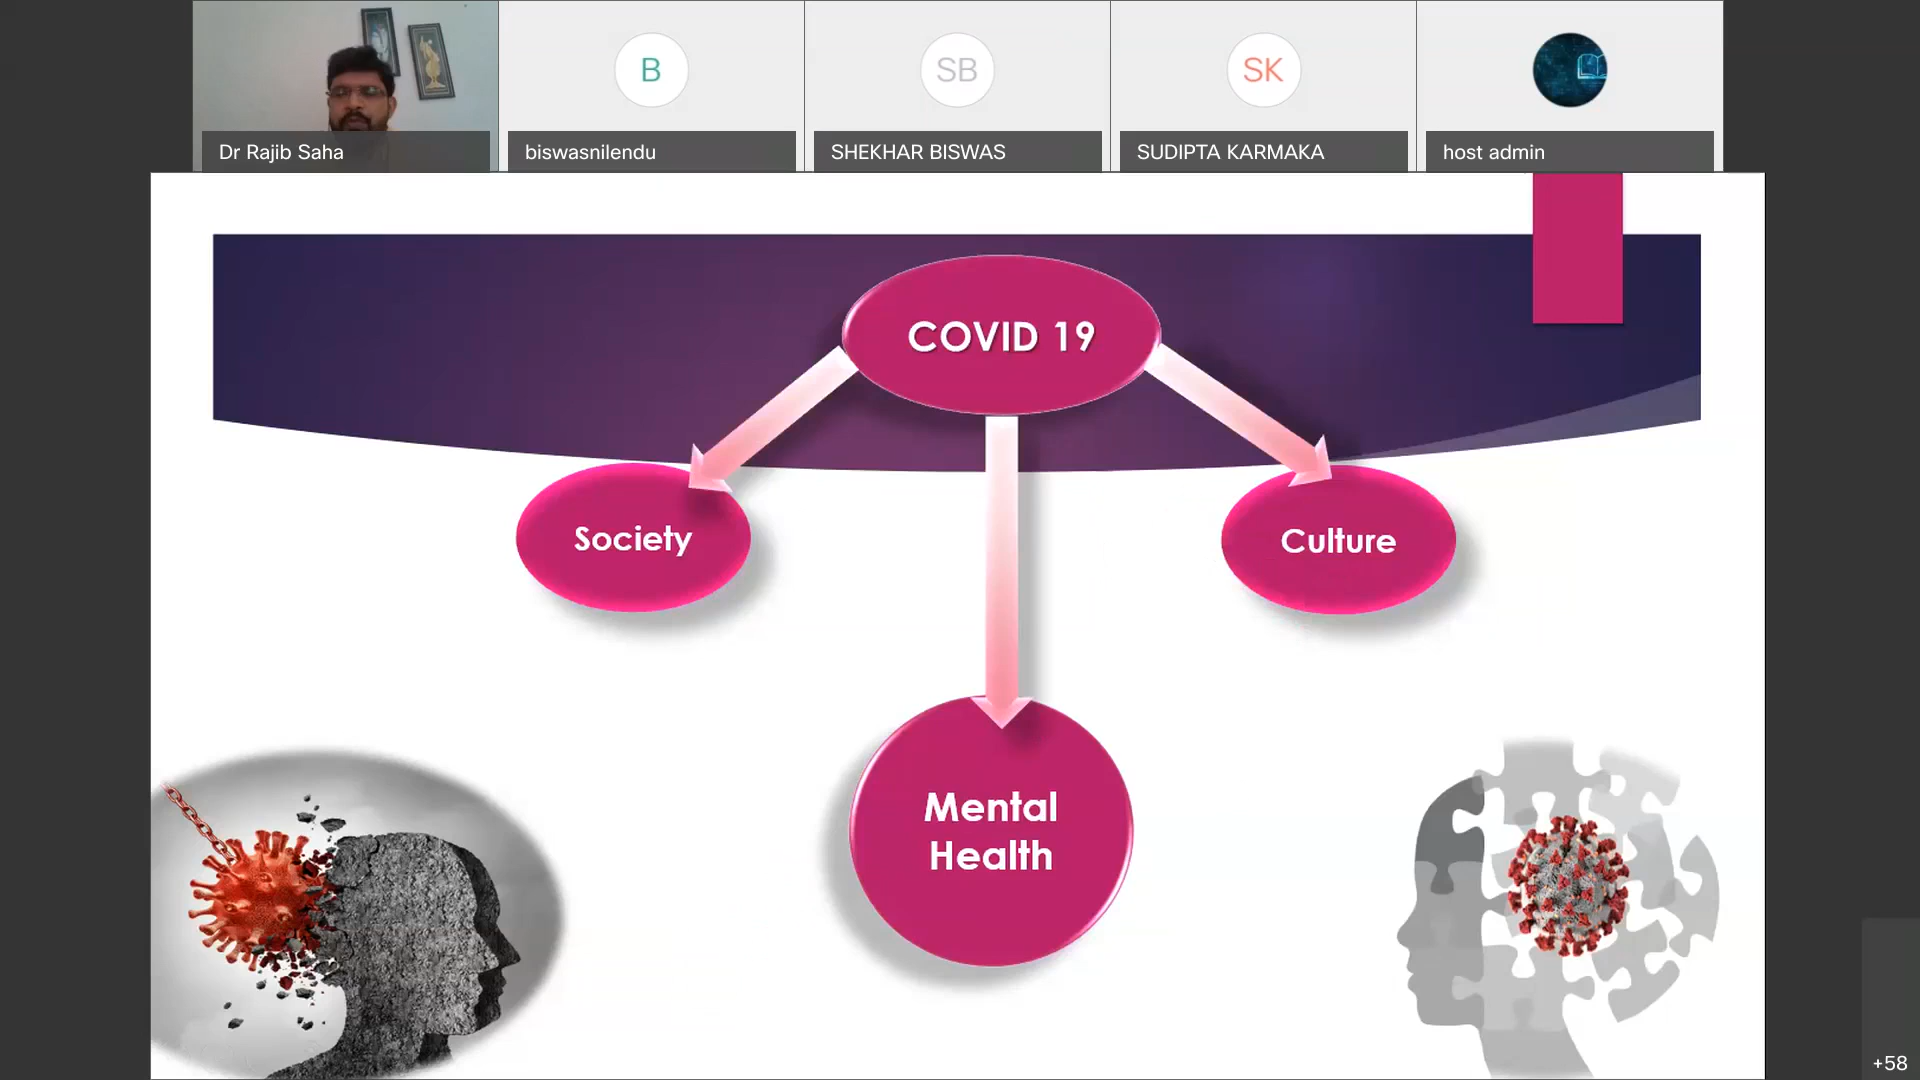 B
SB
SK
Dr Rajib Saha
biswasnilendu
SHEKHAR BISWAS
SUDIPTA KARMAKA
host admin
COVID 19
Society
Culture
Mental
Health
+58